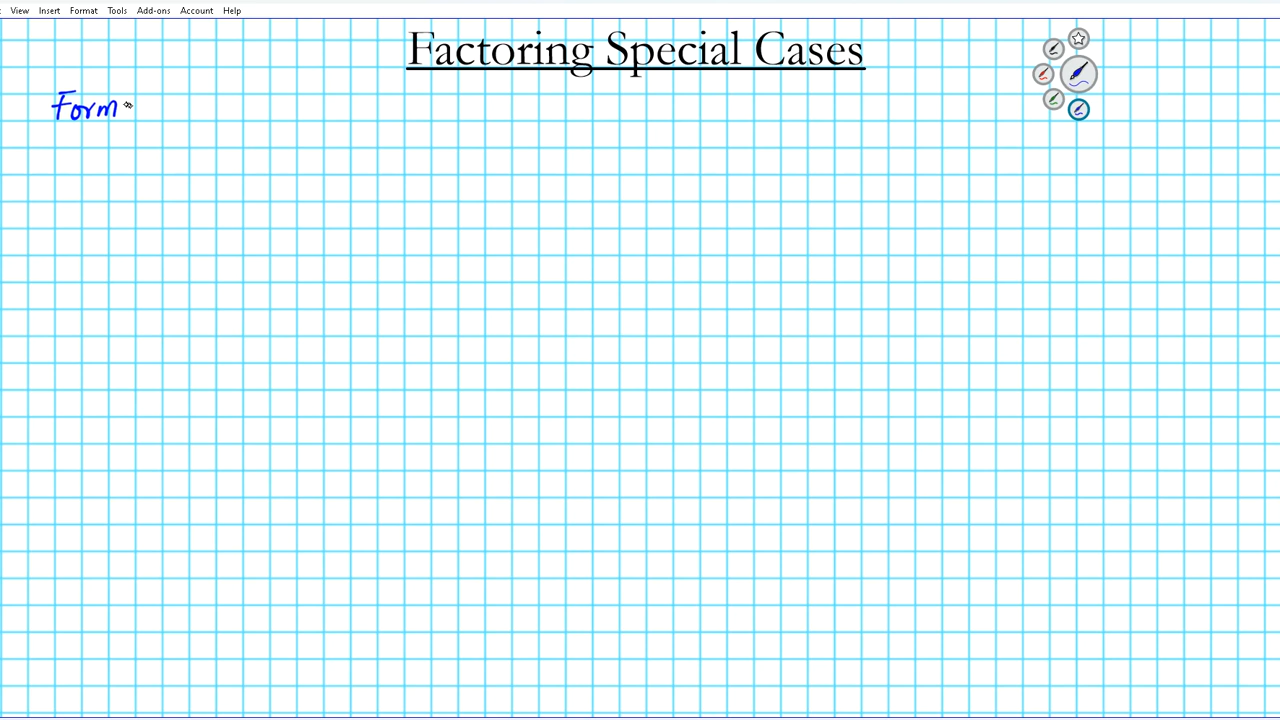 View Insert Format Tools Add-ons Account Help
Factoring Special Cases
Form